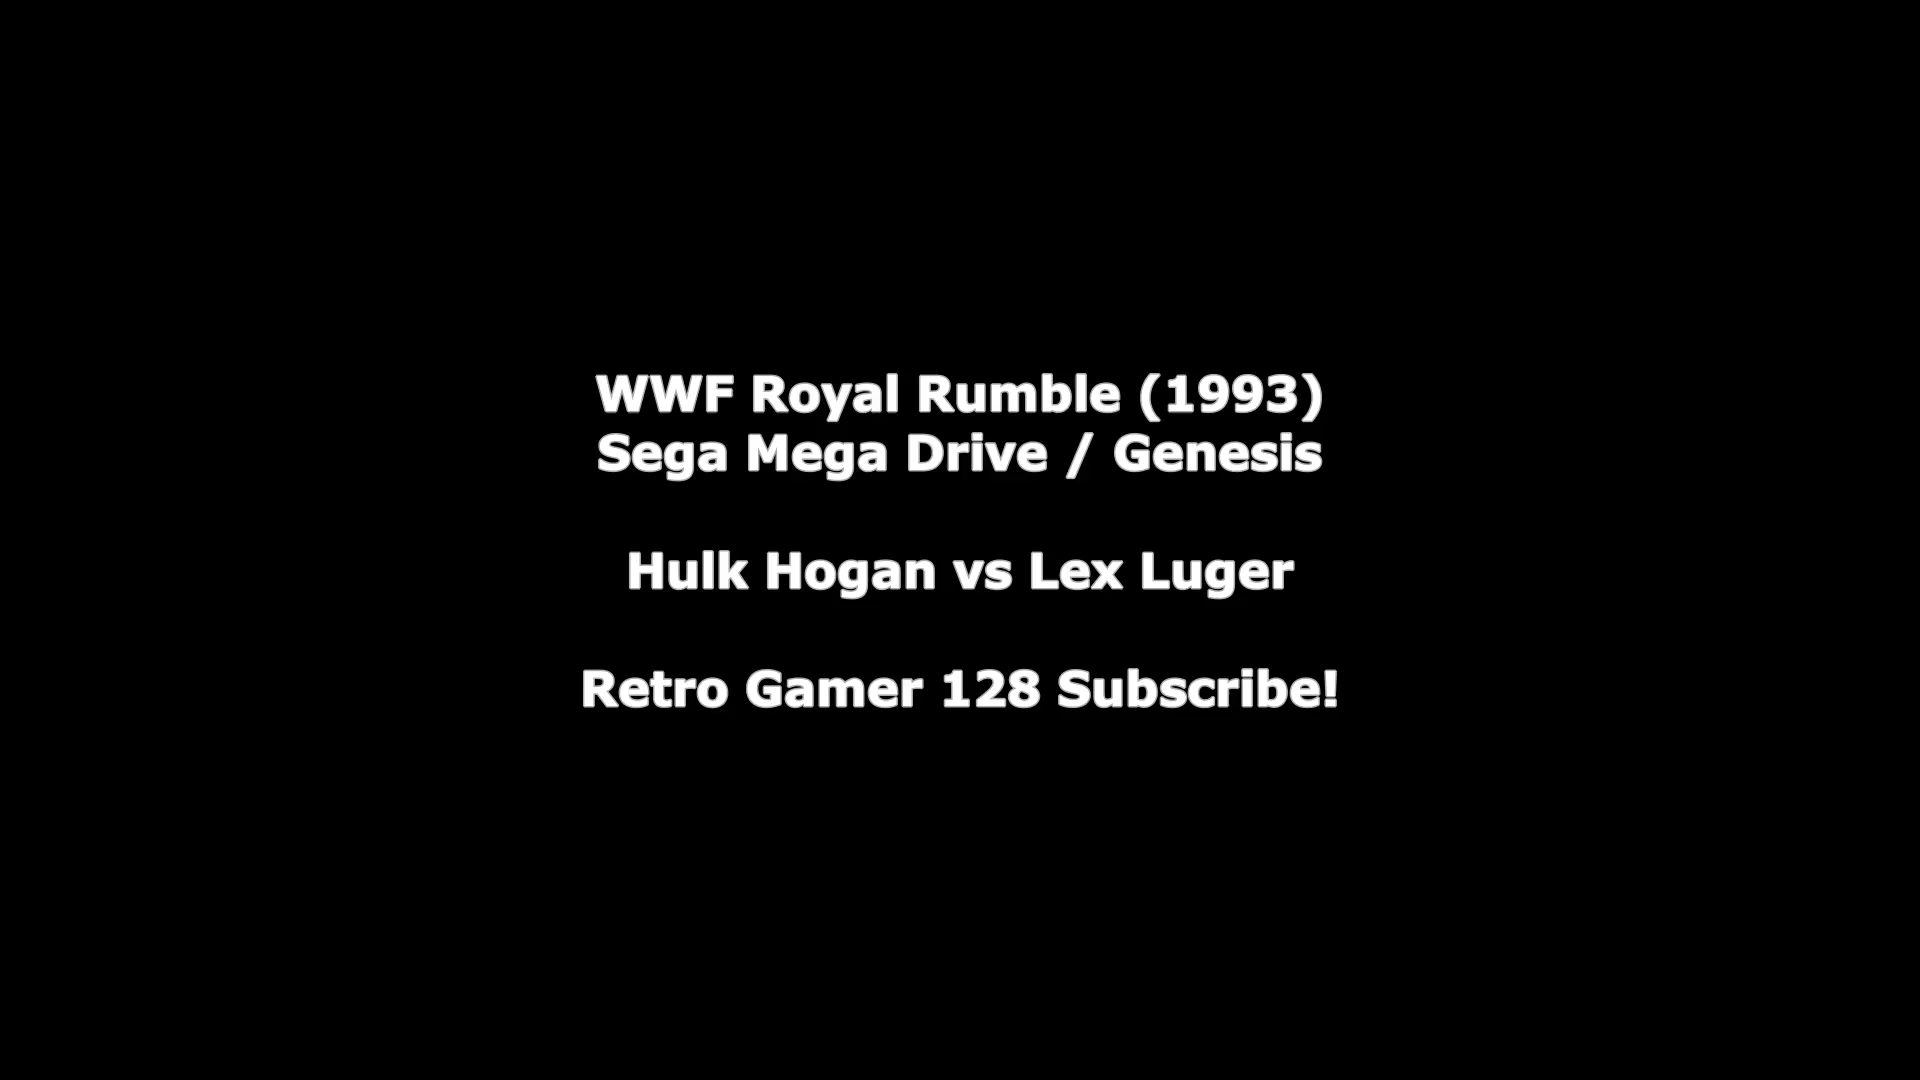 WWF Royal Rumble (1993)
Sega Mega Drive / Genesis
Hulk Hogan vs Lex Luger
Retro Gamer 128 Subscribe!